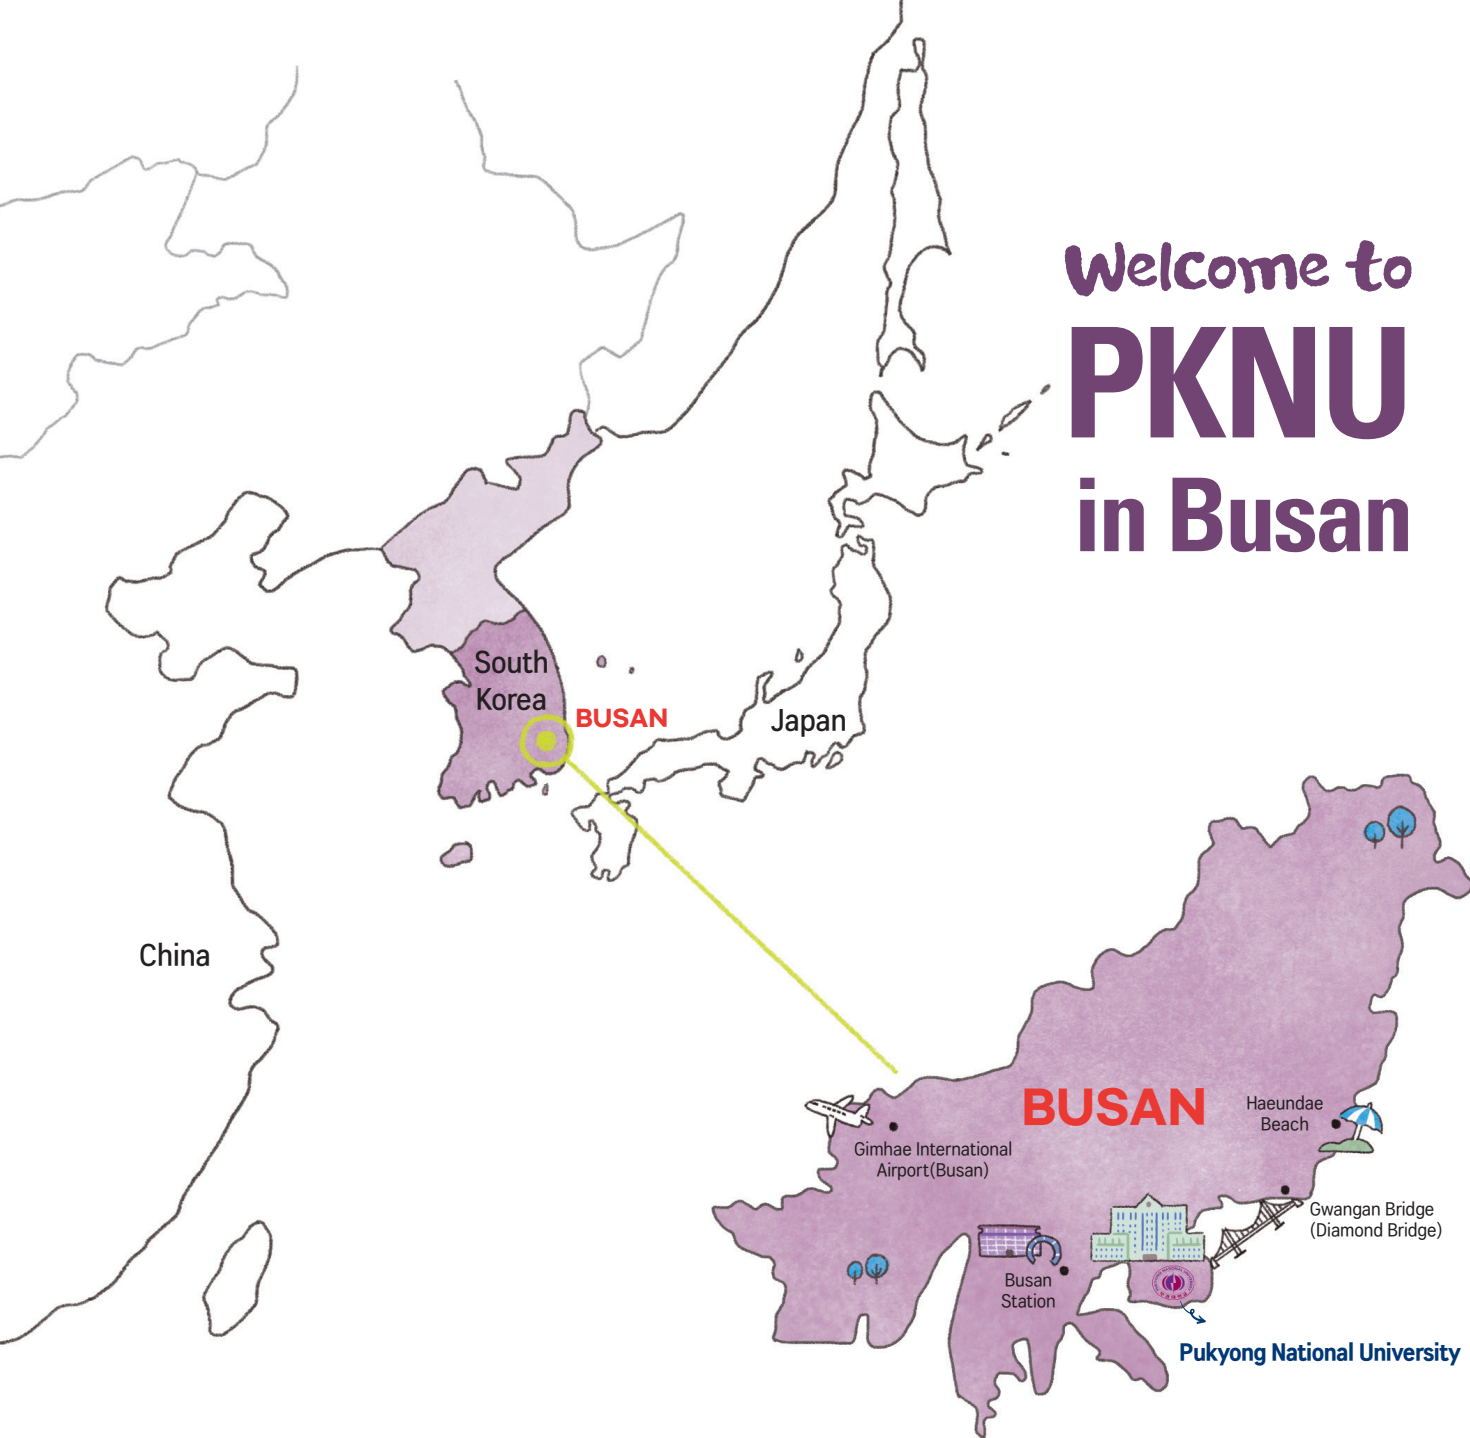 Welcome to
PKNU
in Busan
South
Korea
BUSAN
Japan
China
BUSAN
Haeundae
Beach
Gimhae International
Airport(Busan)
Gwangan Bridge
(Diamond Bridge)
Busan
Station
Pukyong National University